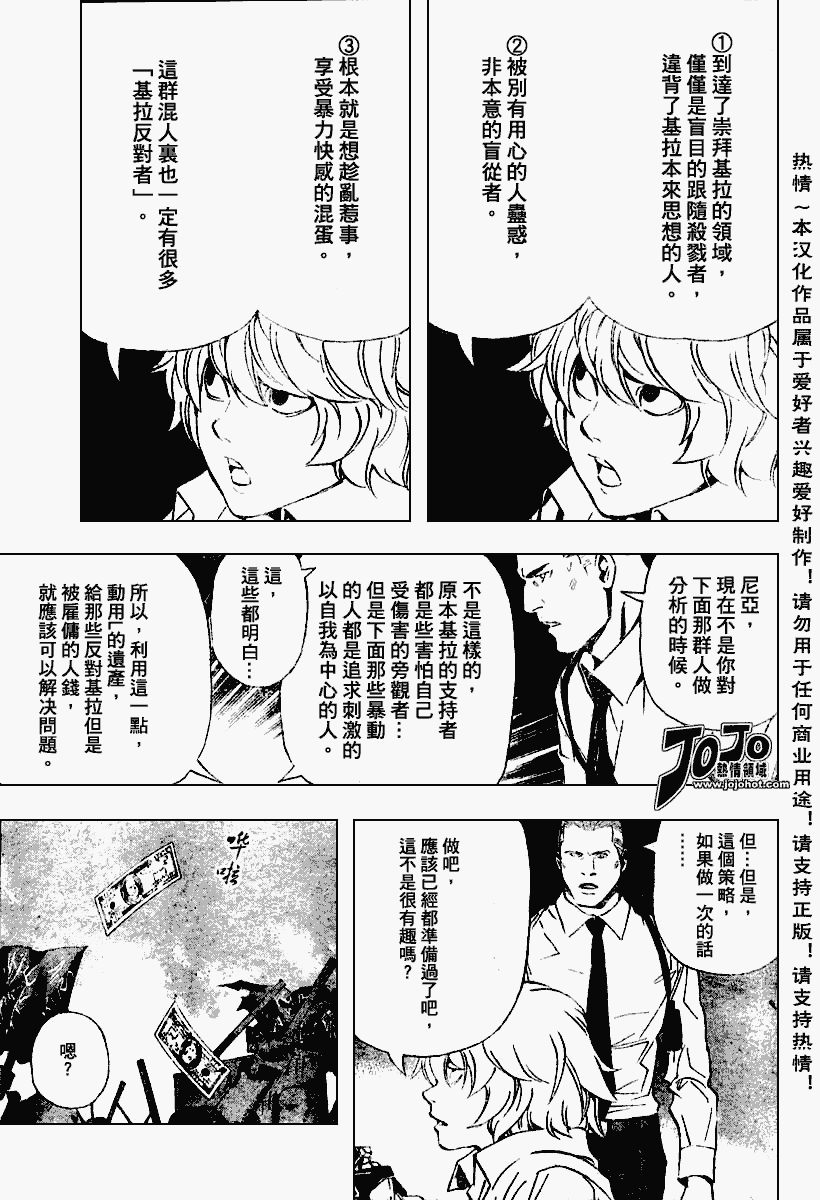 ①到達了崇拜基拉的領域，
僅僅是盲目的跟隨殺戮者，
違背了基拉本來思想的人。
②被別有用心的人蠱惑，
非本意的盲從者。
③根本就是想趁亂惹事，
享受暴力快感的混蛋。
這群混人裏也一定有很多
「基拉反對者」。
尼亞，
現在不是你對
下面那群人做
分析的時候。
不是這樣的，
原本基拉的支持者
都是些害怕自己
受傷害的旁觀者…
但是下面那些暴動
的人都是追求刺激的
以自我為中心的人。
這，
這些都明白…
所以，利用這一點，
動用L的遺產，
給那些反對基拉但是
被雇傭的人錢，
就應該可以解决問題。
JOJO
熱情領域
www.jojohot.com
但…但是，
這個策略，
如果做一次的話
……
做吧，
應該已經都準備過了吧，
這不是很有趣嗎？
哗
啦
嗯？
热情～本汉化作品属于爱好者兴趣爱好制作！请勿用于任何商业用途！请支持正版！请支持热情！